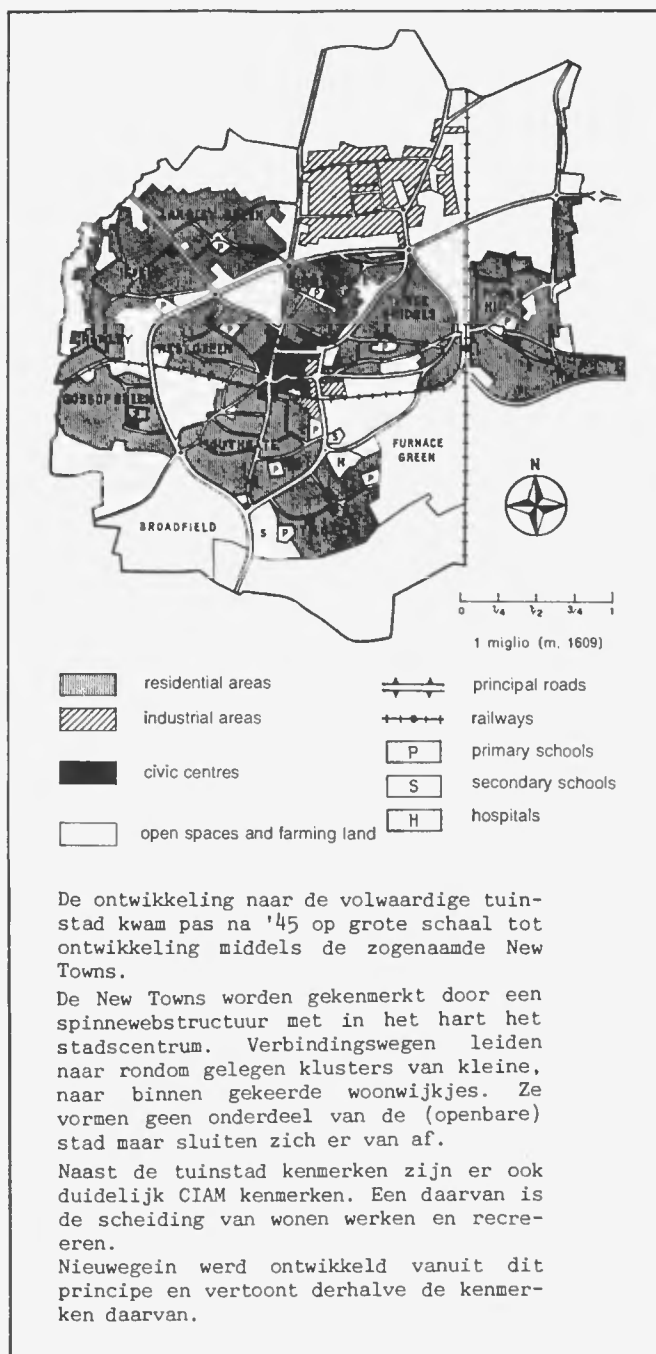 LANGLEY GREEN
P
P
P
WEST GREEN
P
GOSSOP GREEN
S
SOUTHGATE
P
S
H
P
P
FURNACE
GREEN
BROADFIELD
S
P
N
0
1/4
1/2
3/4
1
1 miglio (m. 1609)
residential areas
industrial areas
civic centres
open spaces and farming land
principal roads
railways
P primary schools
S secondary schools
H hospitals
De ontwikkeling naar de volwaardige tuin-
stad kwam pas na '45 op grote schaal tot
ontwikkeling middels de zogenaamde New
Towns.
De New Towns worden gekenmerkt door een
spinnewebstructuur met in het hart het
stadscentrum. Verbindingswegen leiden
naar rondom gelegen klusters van kleine,
naar binnen gekeerde woonwijkjes. Ze
vormen geen onderdeel van de (openbare)
stad maar sluiten zich er van af.
Naast de tuinstad kenmerken zijn er ook
duidelijk CIAM kenmerken. Een daarvan is
de scheiding van wonen werken en recre-
eren.
Nieuwegein werd ontwikkeld vanuit dit
principe en vertoont derhalve de kenmer-
ken daarvan.